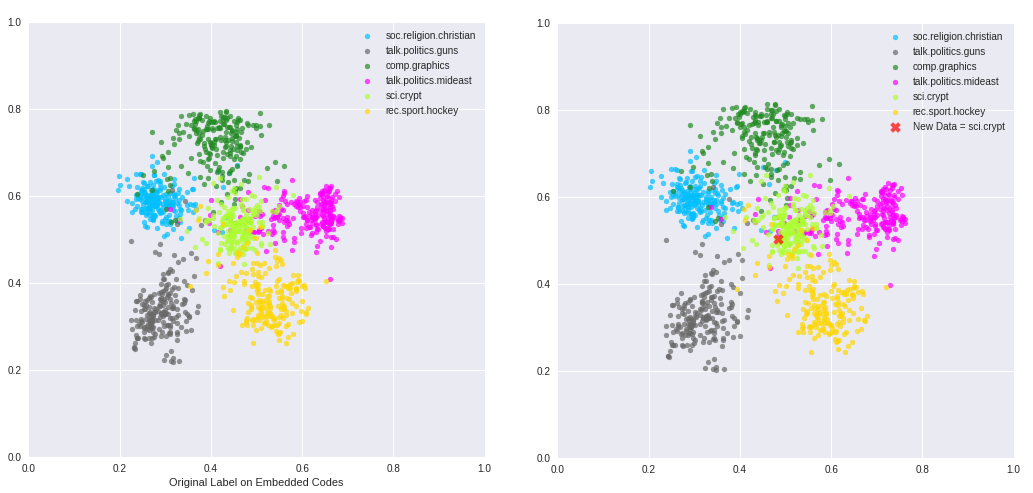 1.0
0.8
0.6
0.4
0.2
0.0
0.0 0.2 0.4 0.6 0.8 1.0
Original Label on Embedded Codes
soc.religion.christian
talk.politics.guns
comp.graphics
talk.politics.mideast
sci.crypt
rec.sport.hockey
1.0
0.8
0.6
0.4
0.2
0.0
0.0 0.2 0.4 0.6 0.8 1.0
soc.religion.christian
talk.politics.guns
comp.graphics
talk.politics.mideast
sci.crypt
rec.sport.hockey
New Data = sci.crypt